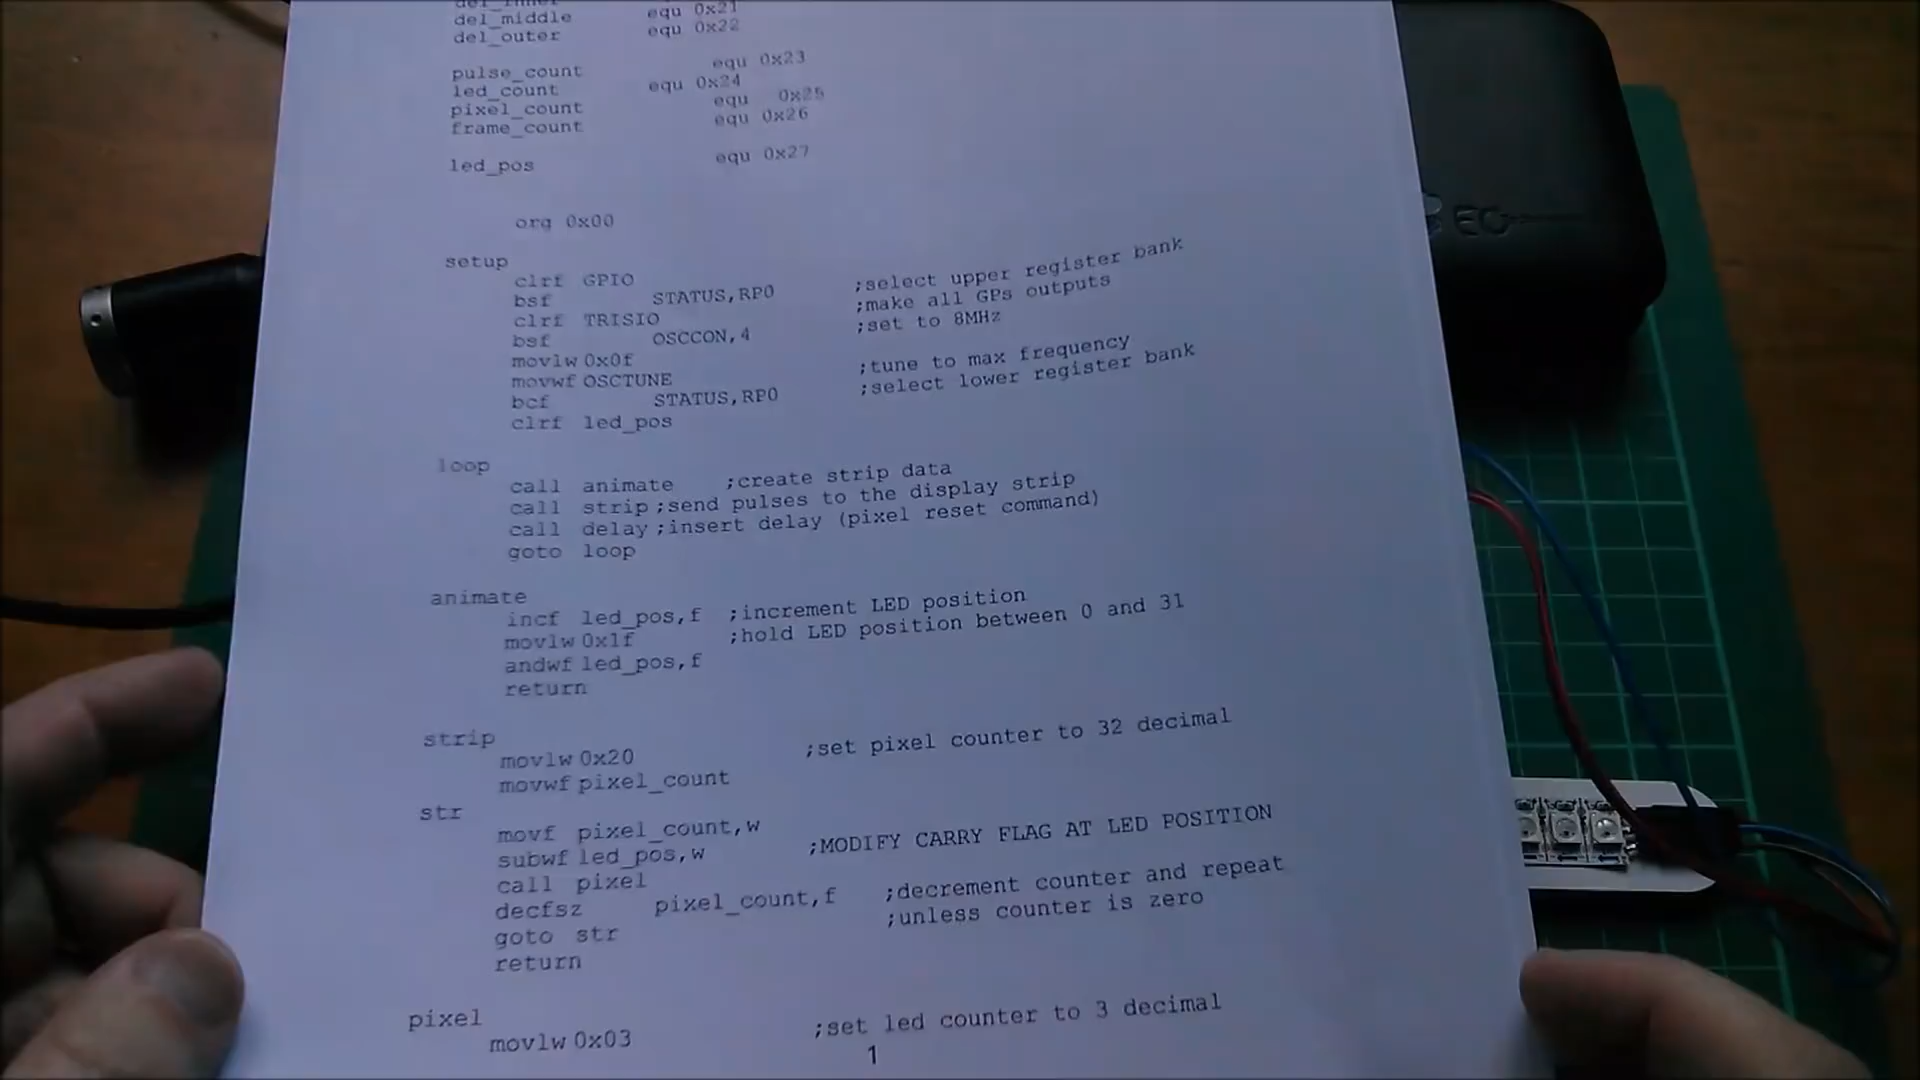 del_inner
del_middle equ 0x21
del_outer equ 0x22
pulse_count equ 0x23
led_count equ 0x24
pixel_count equ 0x25
frame_count equ 0x26
led_pos equ 0x27
org 0x00
setup
clrf GPIO
bsf STATUS,RP0 ;select upper register bank
clrf TRISIO ;make all GPs outputs
bsf OSCCON,4 ;set to 8MHz
movlw 0x0f
movwf OSCTUNE ;tune to max frequency
bcf STATUS,RP0 ;select lower register bank
clrf led_pos
loop
call animate ;create strip data
call strip ;send pulses to the display strip
call delay ;insert delay (pixel reset command)
goto loop
animate
incf led_pos,f ;increment LED position
movlw 0x1f ;hold LED position between 0 and 31
andwf led_pos,f
return
strip
movlw 0x20 ;set pixel counter to 32 decimal
movwf pixel_count
str
movf pixel_count,w
subwf led_pos,w ;MODIFY CARRY FLAG AT LED POSITION
call pixel
decfsz pixel_count,f ;decrement counter and repeat
goto str ;unless counter is zero
return
pixel
movlw 0x03 ;set led counter to 3 decimal
1